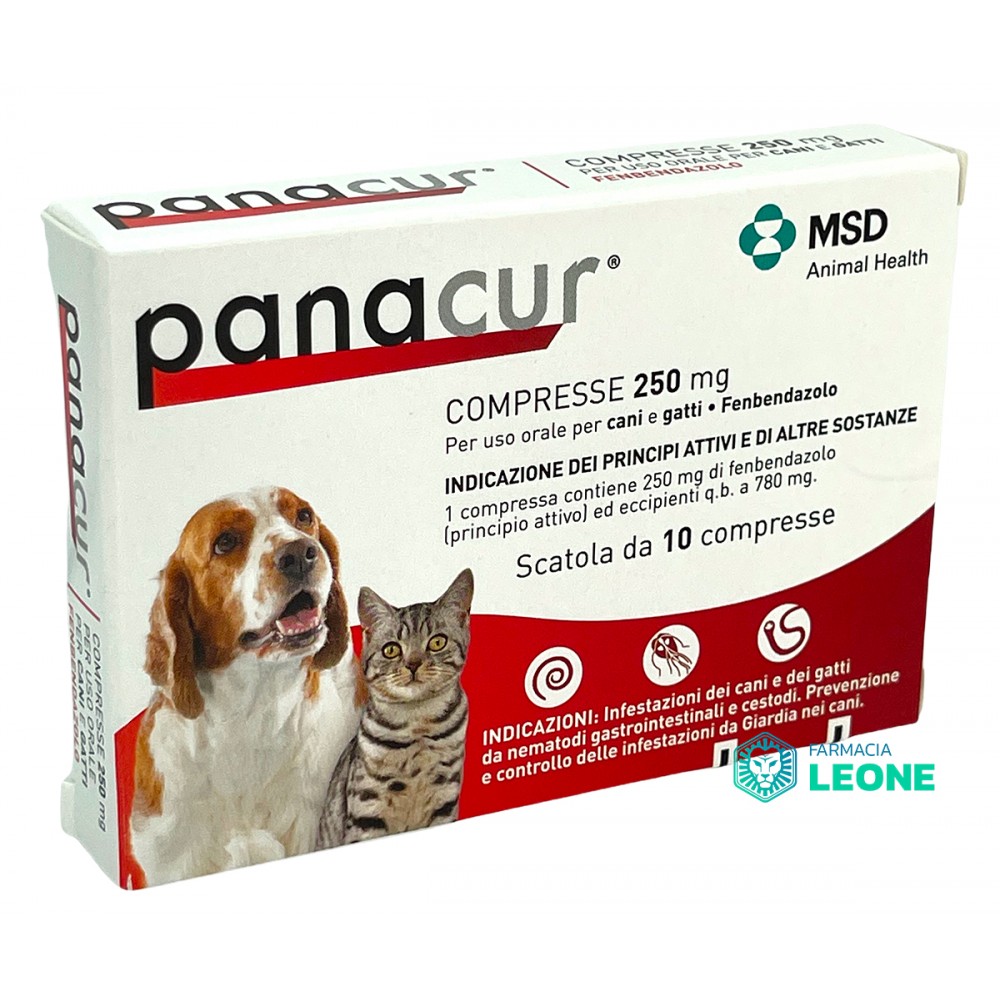 panacur®
COMPRESSE 250 mg
PER USO ORALE PER CANI E GATTI
FENBENDAZOLO
MSD
Animal Health
panacur®
COMPRESSE 250 mg
Per uso orale per cani e gatti • Fenbendazolo
INDICAZIONE DEI PRINCIPI ATTIVI E DI ALTRE SOSTANZE
1 compressa contiene 250 mg di fenbendazolo
(principio attivo) ed eccipienti q.b. a 780 mg.
Scatola da 10 compresse
INDICAZIONI: Infestazioni dei cani e dei gatti
da nematodi gastrointestinali e cestodi. Prevenzione
e controllo delle infestazioni da Giardia nei cani.
panacur®
COMPRESSE 250 mg
PER USO ORALE
PER CANI E GATTI
FENBENDAZOLO
FARMACIA
LEONE